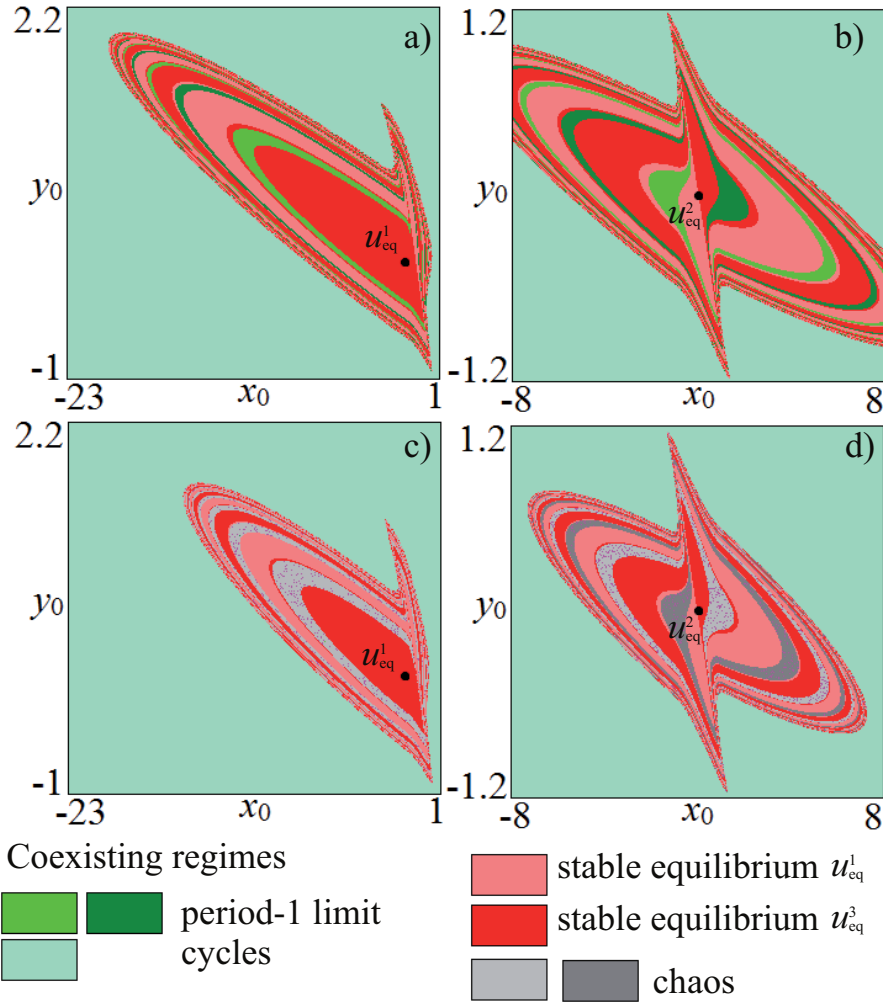 2.2
a)
y0
u1eq
-1
-23
x0
1
1.2
b)
y0
u2eq
-1.2
-8
x0
8
2.2
c)
y0
u1eq
-1
-23
x0
1
1.2
d)
y0
u2eq
-1.2
-8
x0
8
Coexisting regimes
period-1 limit
cycles
stable equilibrium u1eq
stable equilibrium u3eq
chaos